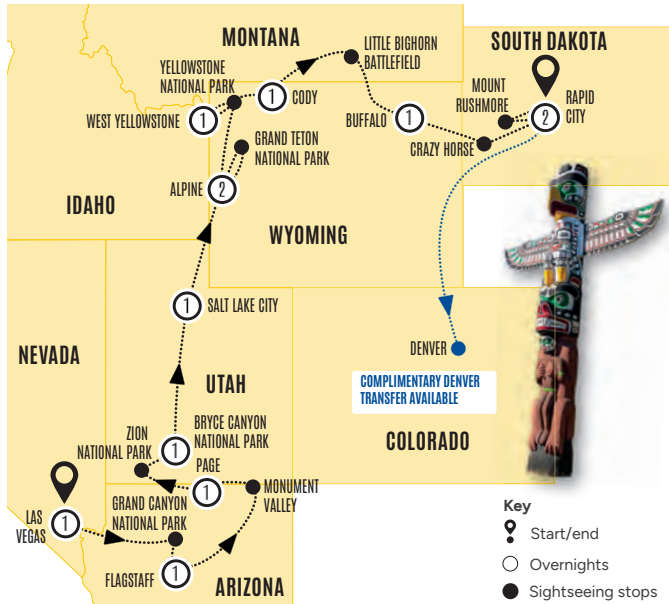 MONTANA
LITTLE BIGHORN
BATTLEFIELD
SOUTH DAKOTA
YELLOWSTONE
NATIONAL PARK
MOUNT
RUSHMORE
RAPID
CITY
2
1
CODY
WEST YELLOWSTONE
1
BUFFALO
1
CRAZY HORSE
GRAND TETON
NATIONAL PARK
ALPINE
2
IDAHO
WYOMING
1
SALT LAKE CITY
NEVADA
DENVER
COMPLIMENTARY DENVER
TRANSFER AVAILABLE
UTAH
COLORADO
ZION
NATIONAL PARK
BRYCE CANYON
NATIONAL PARK
1
PAGE
1
MONUMENT
VALLEY
GRAND CANYON
NATIONAL PARK
LAS
VEGAS
1
FLAGSTAFF
1
ARIZONA
Key
Start/end
Overnights
Sightseeing stops